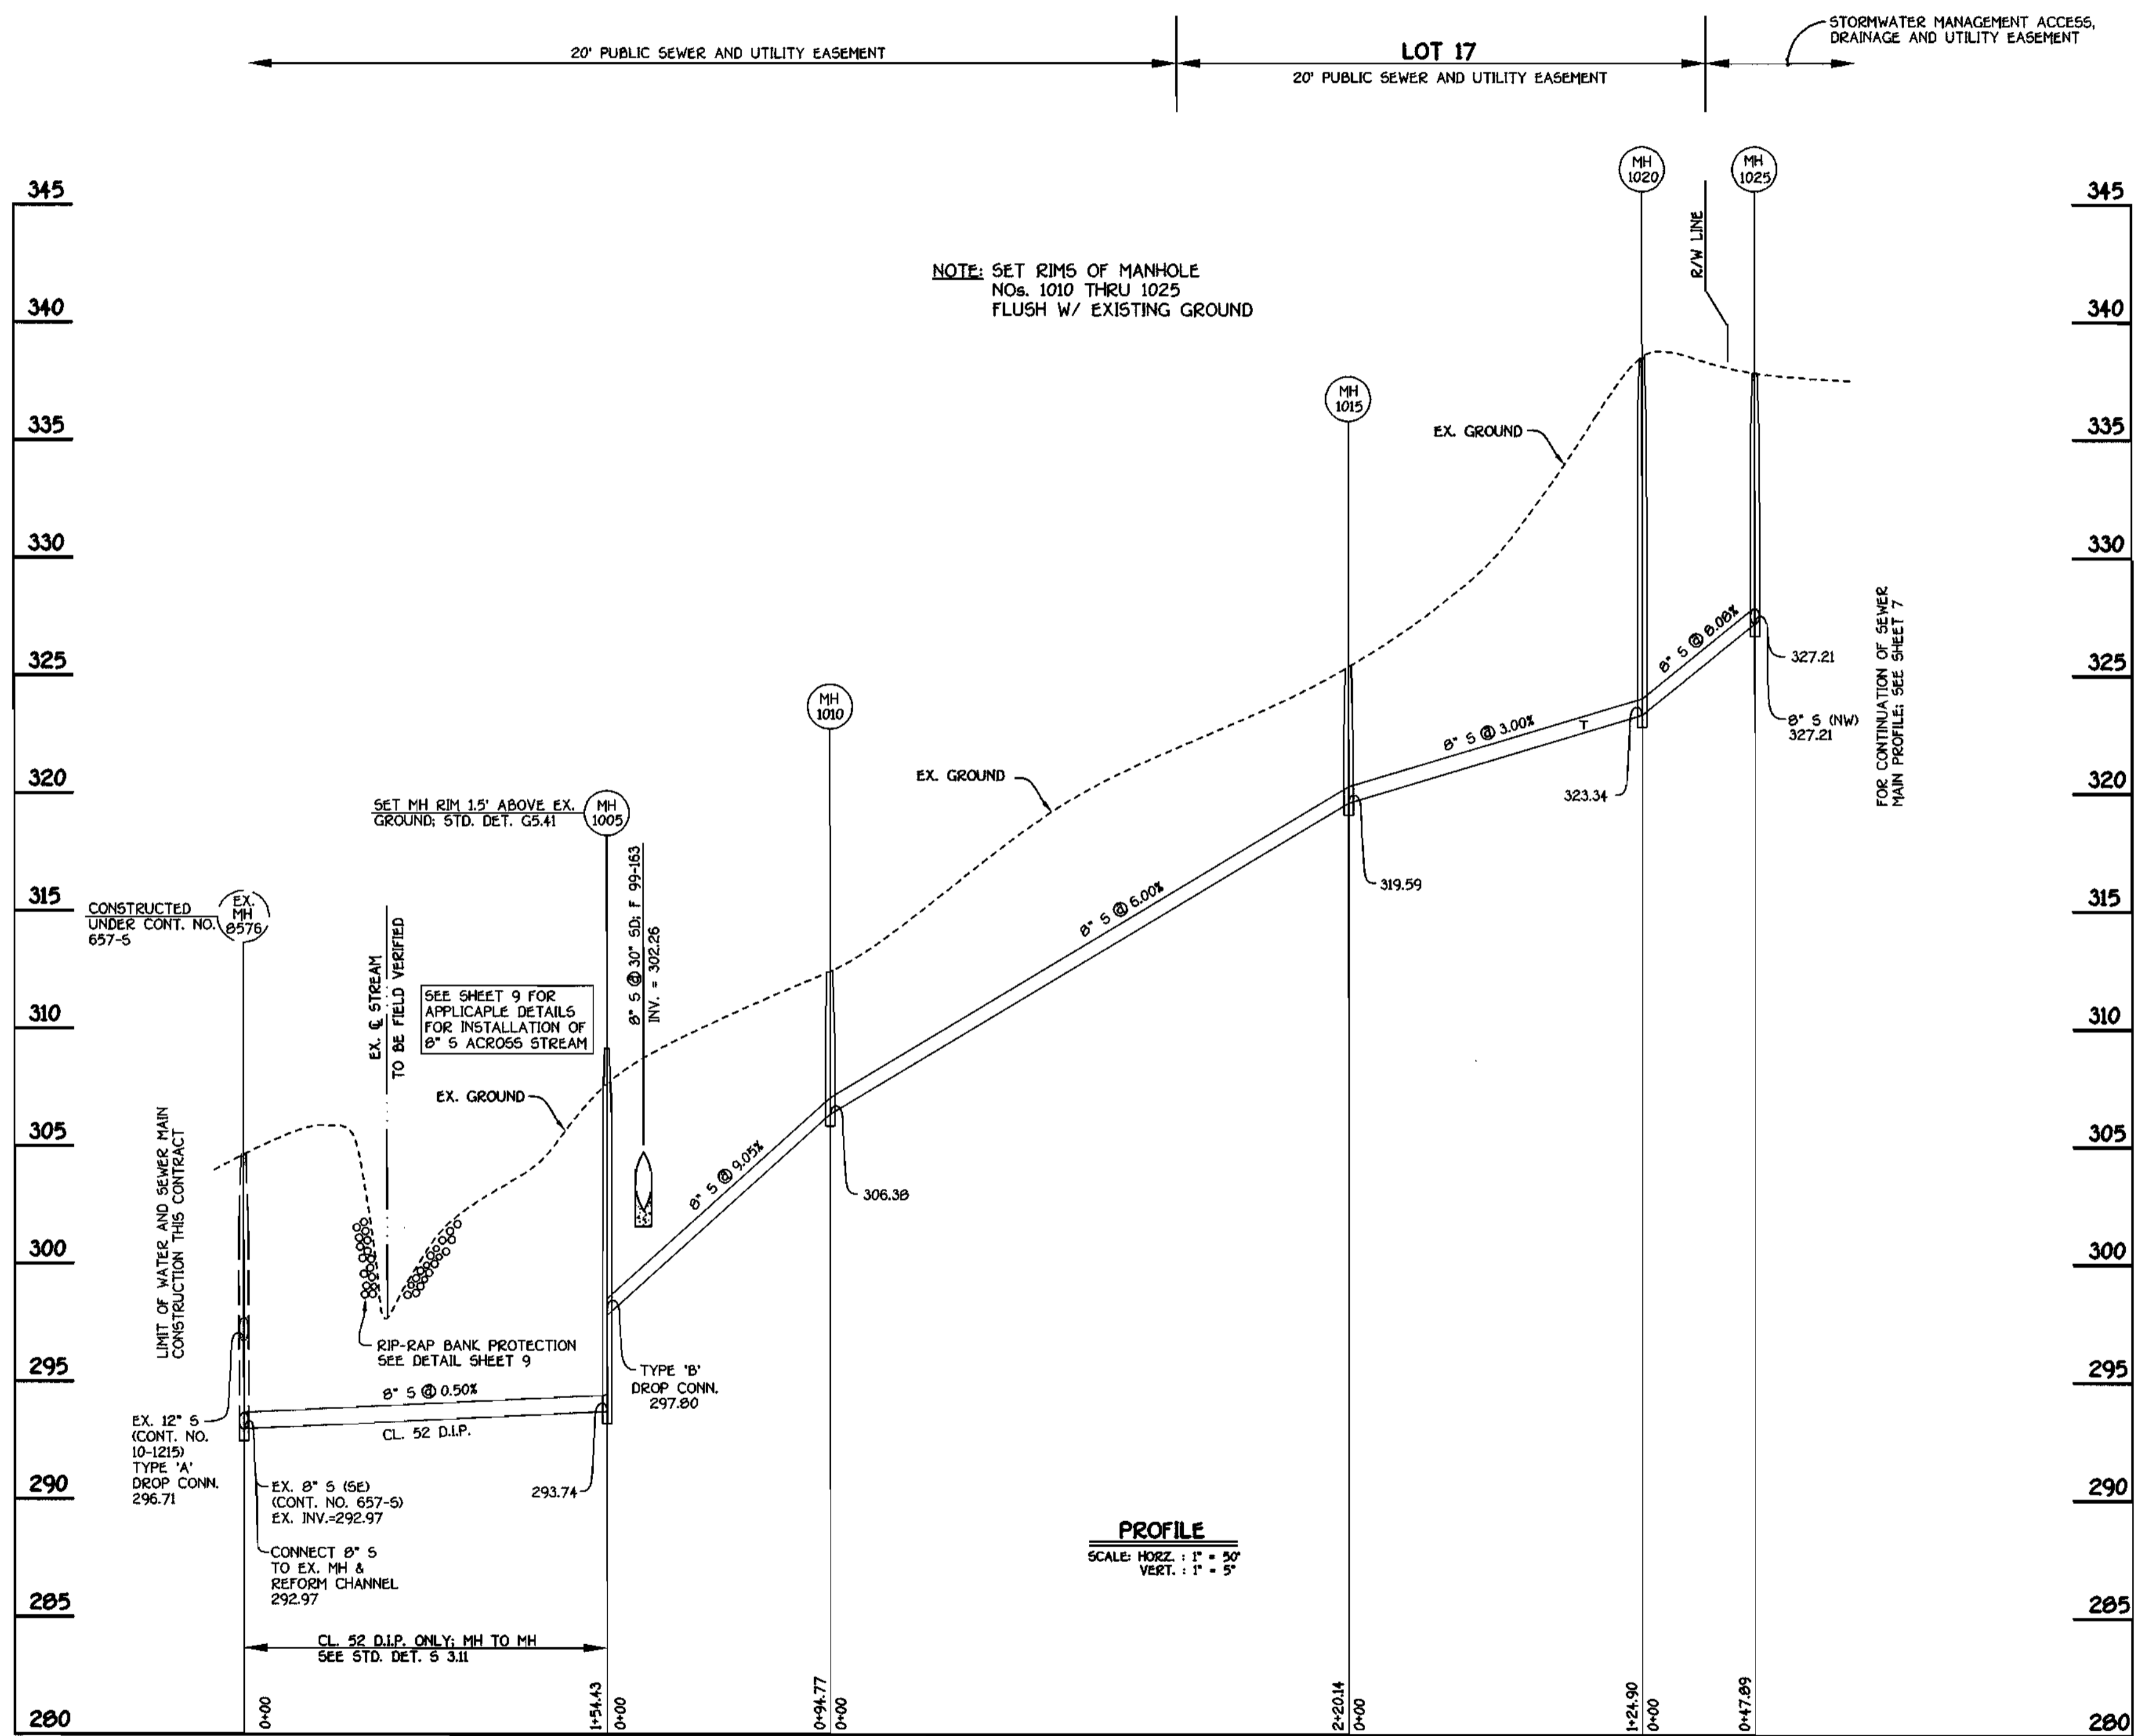 STORMWATER MANAGEMENT ACCESS,
DRAINAGE AND UTILITY EASEMENT
20' PUBLIC SEWER AND UTILITY EASEMENT
LOT 17
20' PUBLIC SEWER AND UTILITY EASEMENT
MH
1020
MH
1025
345
345
R/W LINE
NOTE: SET RIMS OF MANHOLE
NOs. 1010 THRU 1025
FLUSH W/ EXISTING GROUND
340
340
MH
1015
335
335
EX. GROUND
330
330
8" S @ 8.08%
FOR CONTINUATION OF SEWER
MAIN PROFILE; SEE SHEET 7
325
325
327.21
8" S (NW)
327.21
MH
1010
8" S @ 3.00%
T
EX. GROUND
320
320
323.34
SET MH RIM 1.5' ABOVE EX.
GROUND; STD. DET. G5.41
MH
1005
8" S @ 30" SD; F 99-163
INV. = 302.26
319.59
315
315
CONSTRUCTED
UNDER CONT. NO.
657-S
EX.
MH
8576
8" S @ 6.00%
EX. ℄ STREAM
TO BE FIELD VERIFIED
SEE SHEET 9 FOR
APPLICAPLE DETAILS
FOR INSTALLATION OF
8" S ACROSS STREAM
310
310
EX. GROUND
LIMIT OF WATER AND SEWER MAIN
CONSTRUCTION THIS CONTRACT
305
305
8" S @ 9.05%
306.38
300
300
RIP-RAP BANK PROTECTION
SEE DETAIL SHEET 9
295
295
TYPE 'B'
DROP CONN.
297.80
8" S @ 0.50%
CL. 52 D.I.P.
EX. 12" S
(CONT. NO.
10-1215)
TYPE 'A'
DROP CONN.
296.71
290
290
EX. 8" S (SE)
(CONT. NO. 657-S)
EX. INV.=292.97
293.74
CONNECT 8" S
TO EX. MH &
REFORM CHANNEL
292.97
PROFILE
SCALE: HORZ. : 1" = 50'
VERT. : 1" = 5'
285
285
CL. 52 D.I.P. ONLY; MH TO MH
SEE STD. DET. S 3.11
280
0+00
1+54.43
0+00
0+94.77
0+00
2+20.14
0+00
1+24.90
0+00
0+47.89
280